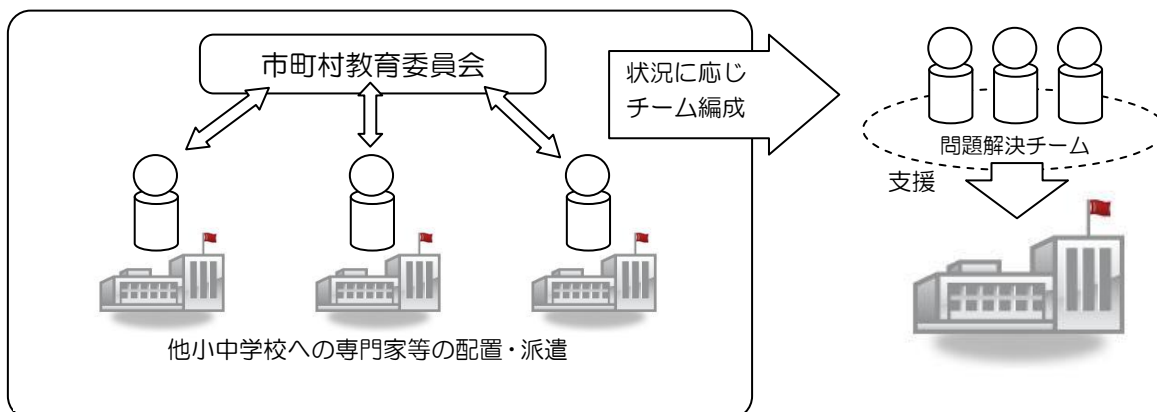 市町村教育委員会
状況に応じ
チーム編成
問題解決チーム
支援
他小中学校への専門家等の配置・派遣